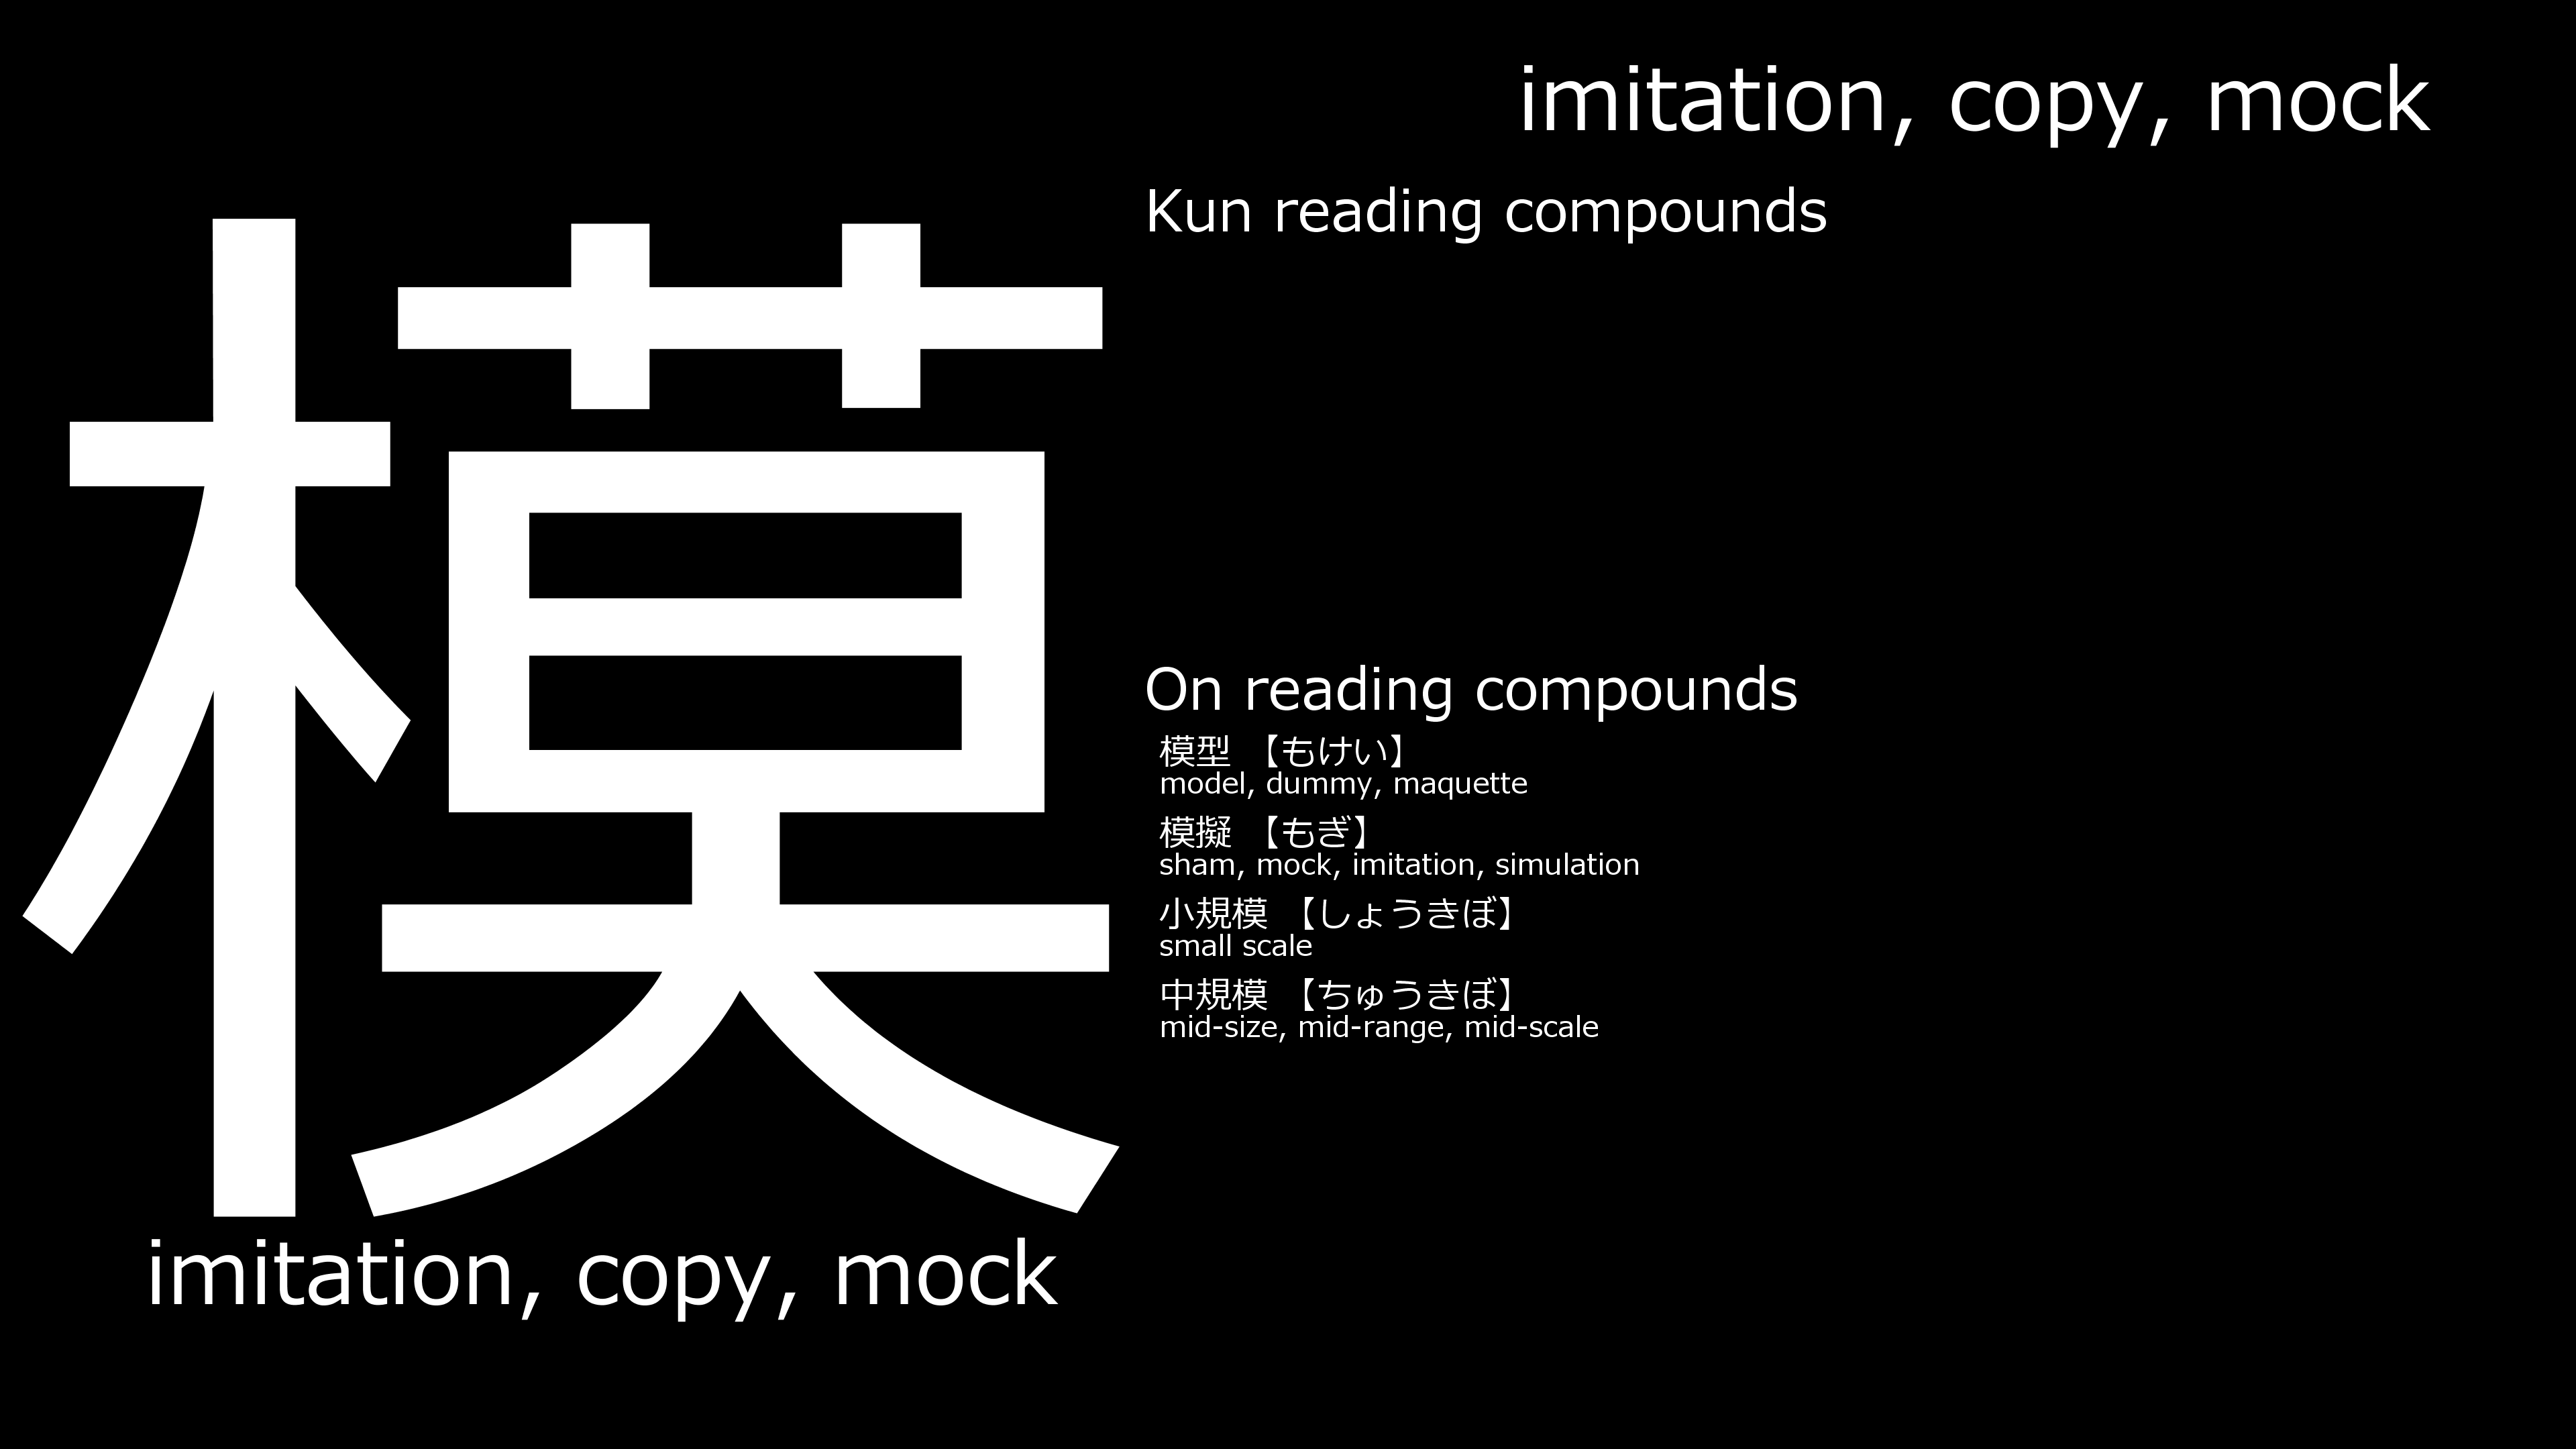 模
imitation, copy, mock
imitation, copy, mock
Kun reading compounds
On reading compounds
模型 【もけい】
model, dummy, maquette
模擬 【もぎ】
sham, mock, imitation, simulation
小規模 【しょうきぼ】
small scale
中規模 【ちゅうきぼ】
mid-size, mid-range, mid-scale